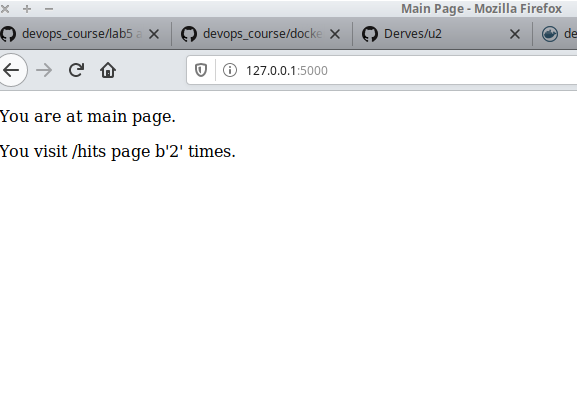 Main Page - Mozilla Firefox
devops_course/lab5 a
devops_course/docke
Derves/u2
de
127.0.0.1:5000
You are at main page.
You visit /hits page b'2' times.